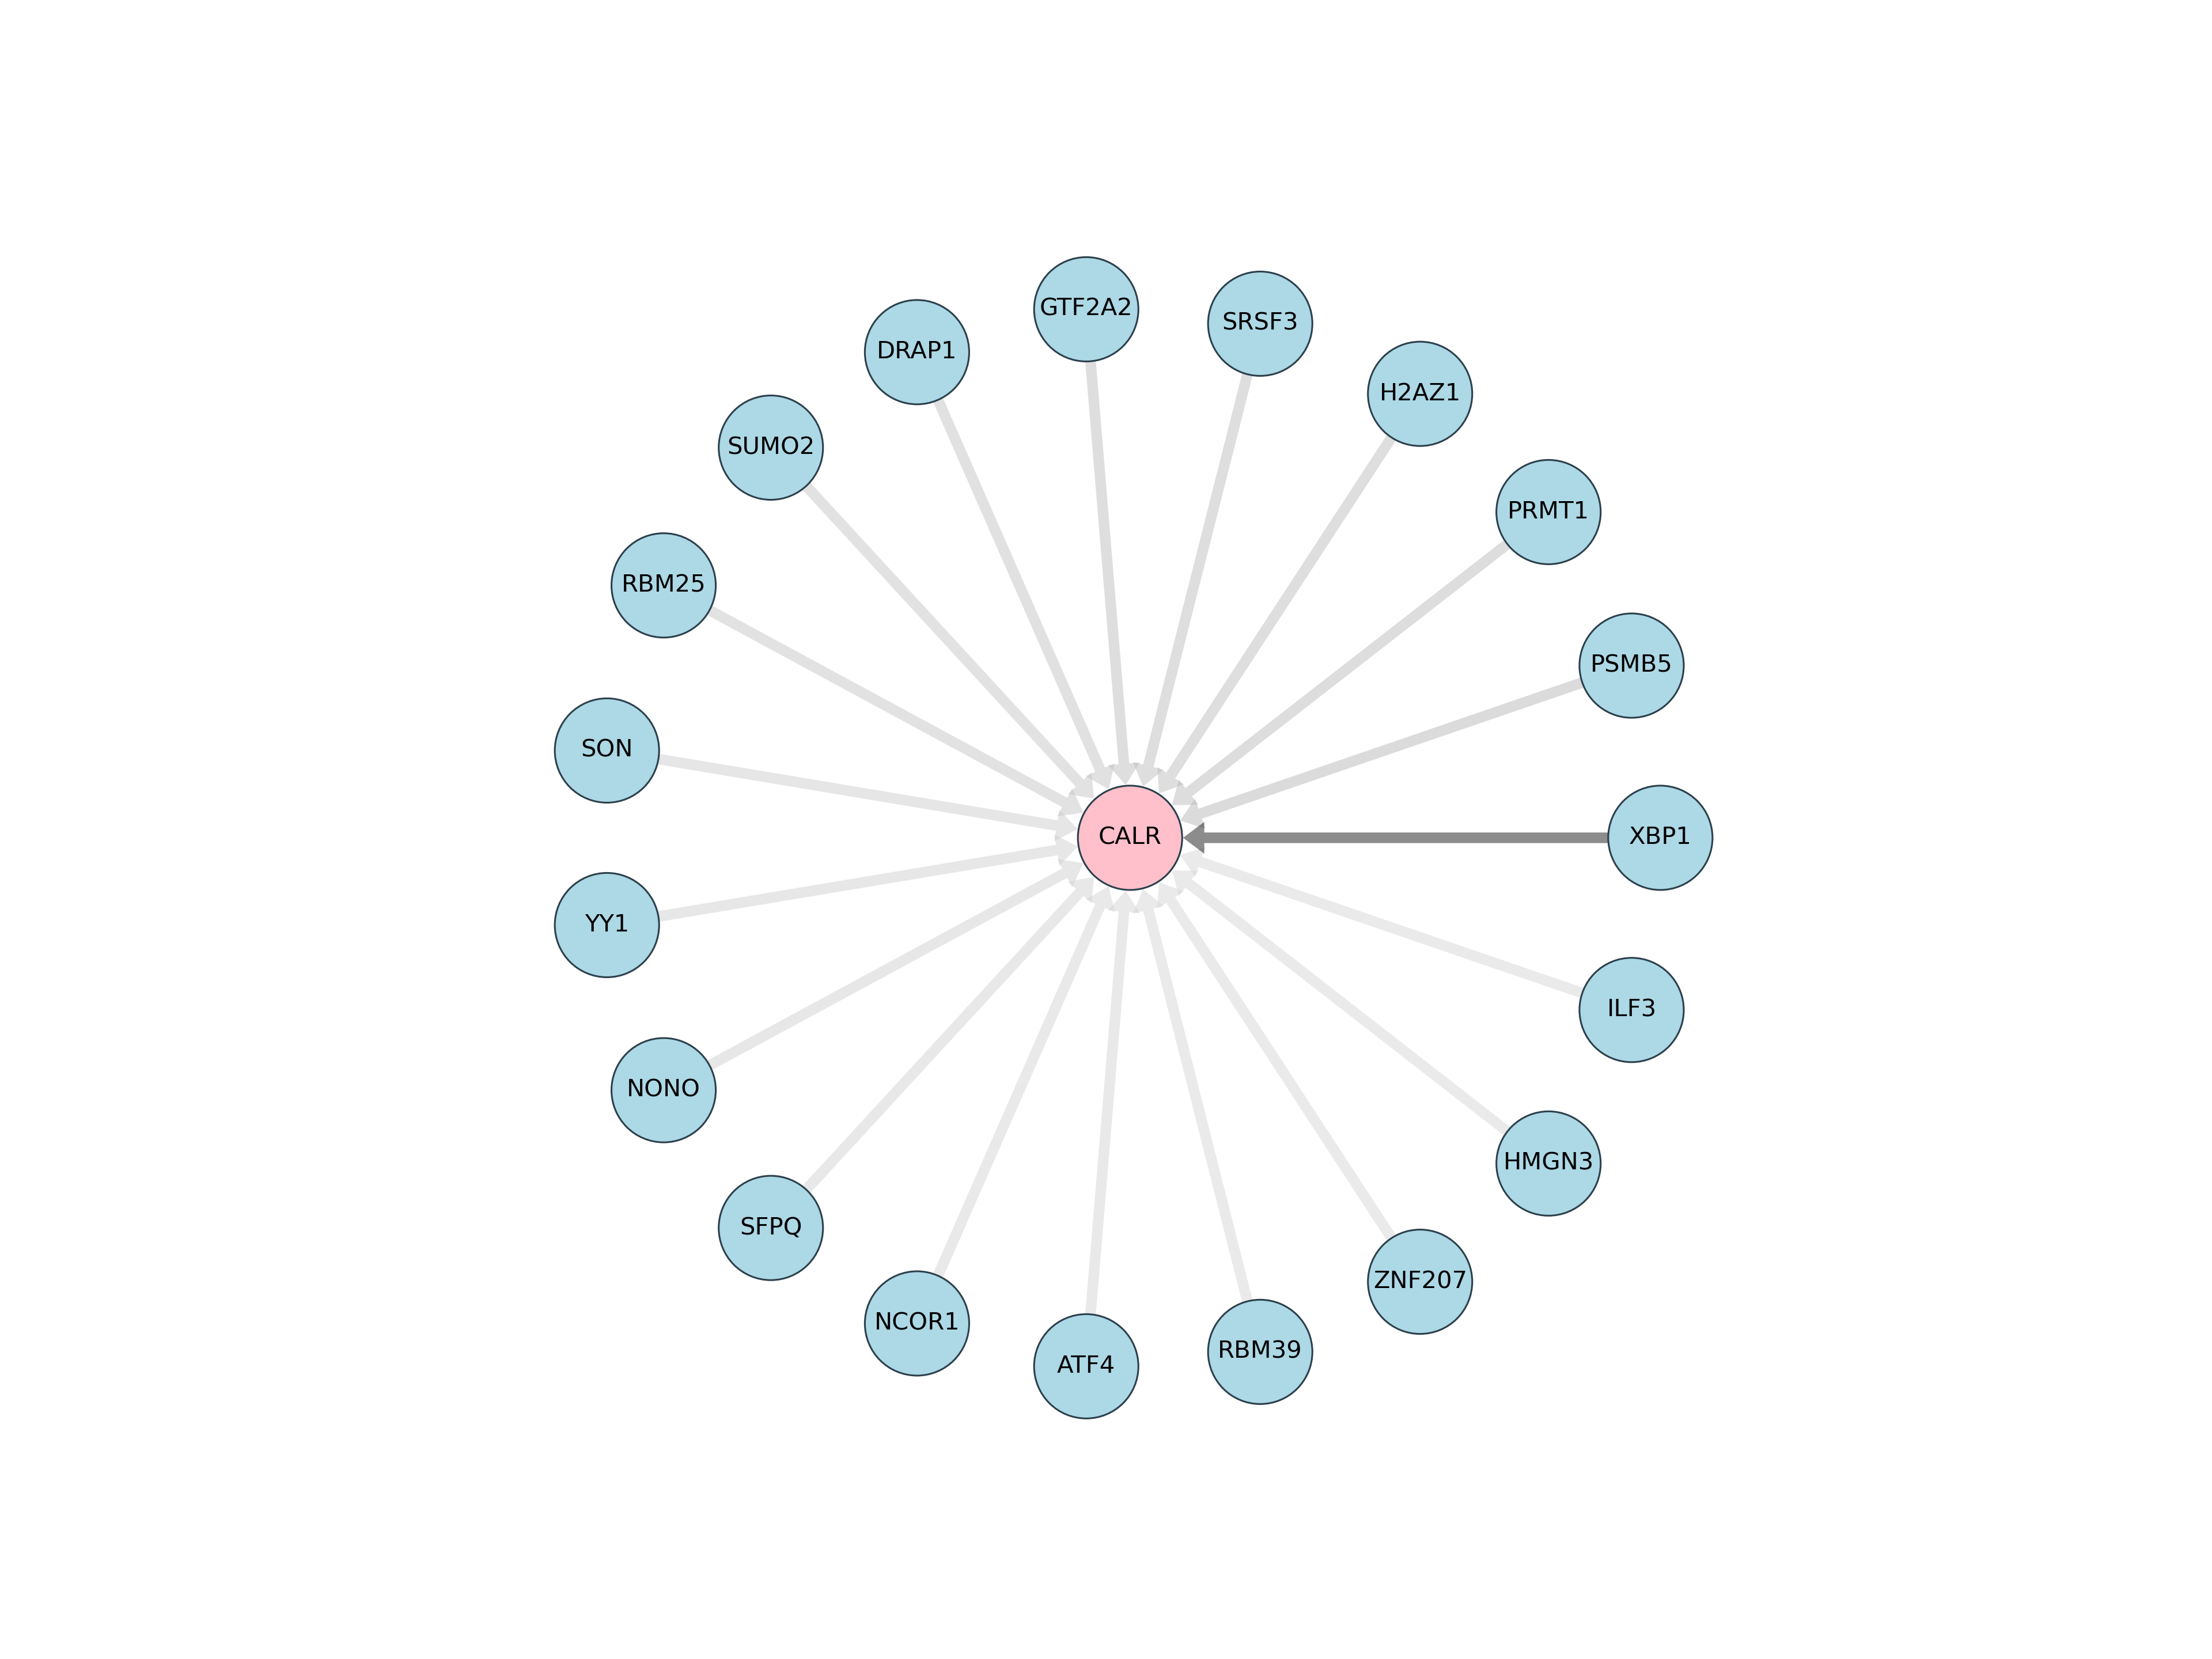 GTF2A2
SRSF3
DRAP1
H2AZ1
SUMO2
PRMT1
RBM25
PSMB5
SON
CALR
XBP1
YY1
ILF3
NONO
HMGN3
SFPQ
ZNF207
NCOR1
RBM39
ATF4